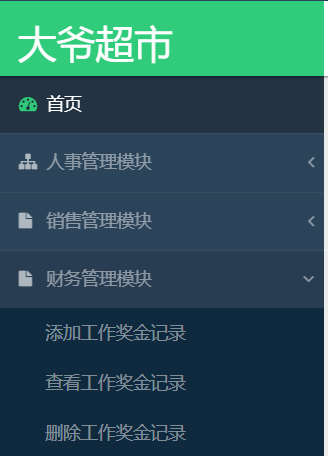 大爷超市
首页
人事管理模块
销售管理模块
财务管理模块
添加工作奖金记录
查看工作奖金记录
删除工作奖金记录